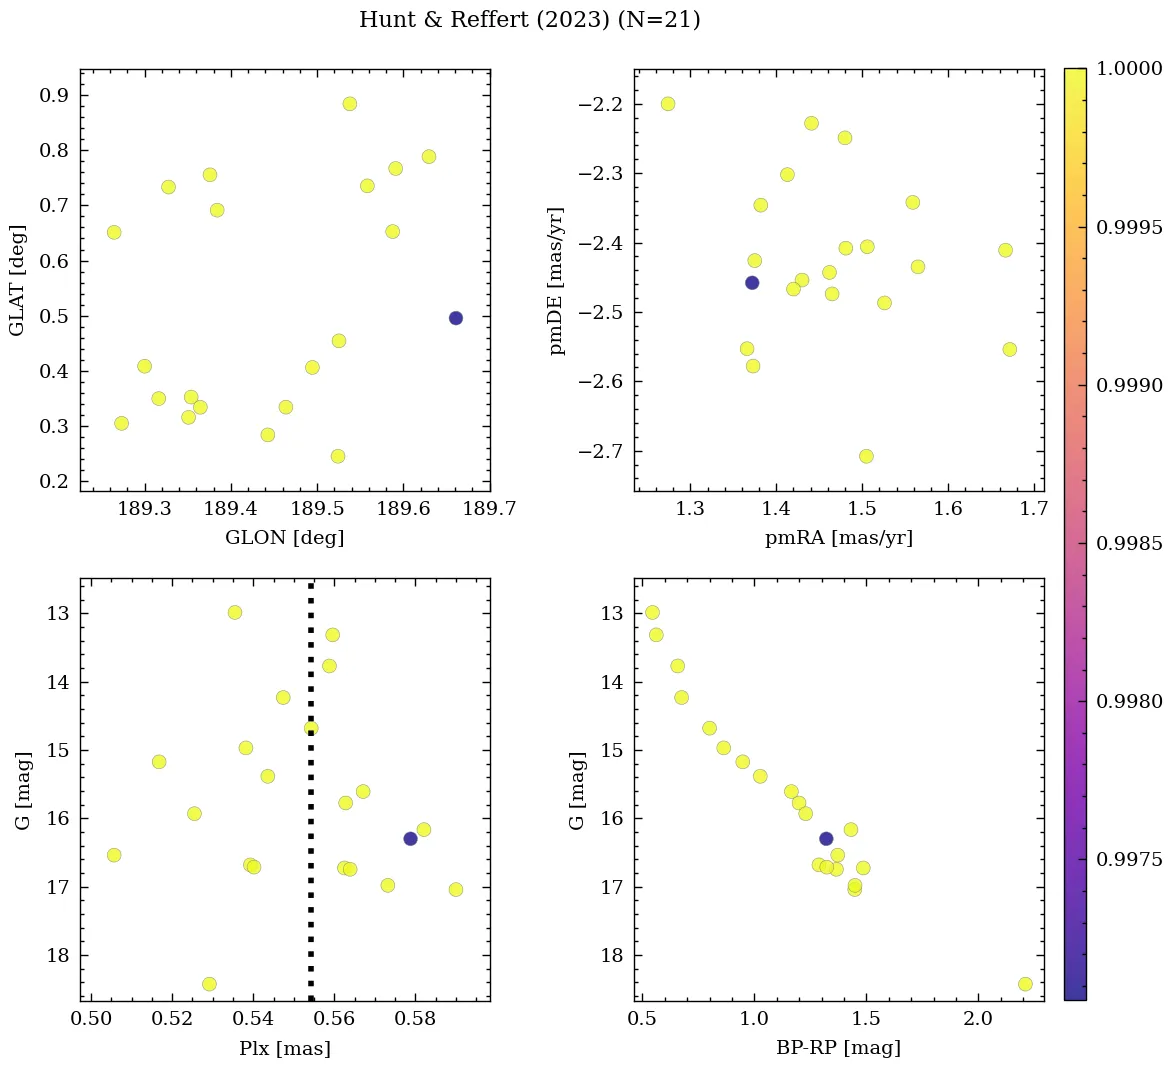 Hunt & Reffert (2023) (N=21)
0.9
0.8
0.7
0.6
0.5
0.4
0.3
0.2
GLAT [deg]
189.3 189.4 189.5 189.6 189.7
GLON [deg]
−2.2
−2.3
−2.4
−2.5
−2.6
−2.7
pmDE [mas/yr]
1.3 1.4 1.5 1.6 1.7
pmRA [mas/yr]
13
14
15
16
17
18
G [mag]
0.50 0.52 0.54 0.56 0.58
Plx [mas]
13
14
15
16
17
18
G [mag]
0.5 1.0 1.5 2.0
BP-RP [mag]
1.0000
0.9995
0.9990
0.9985
0.9980
0.9975